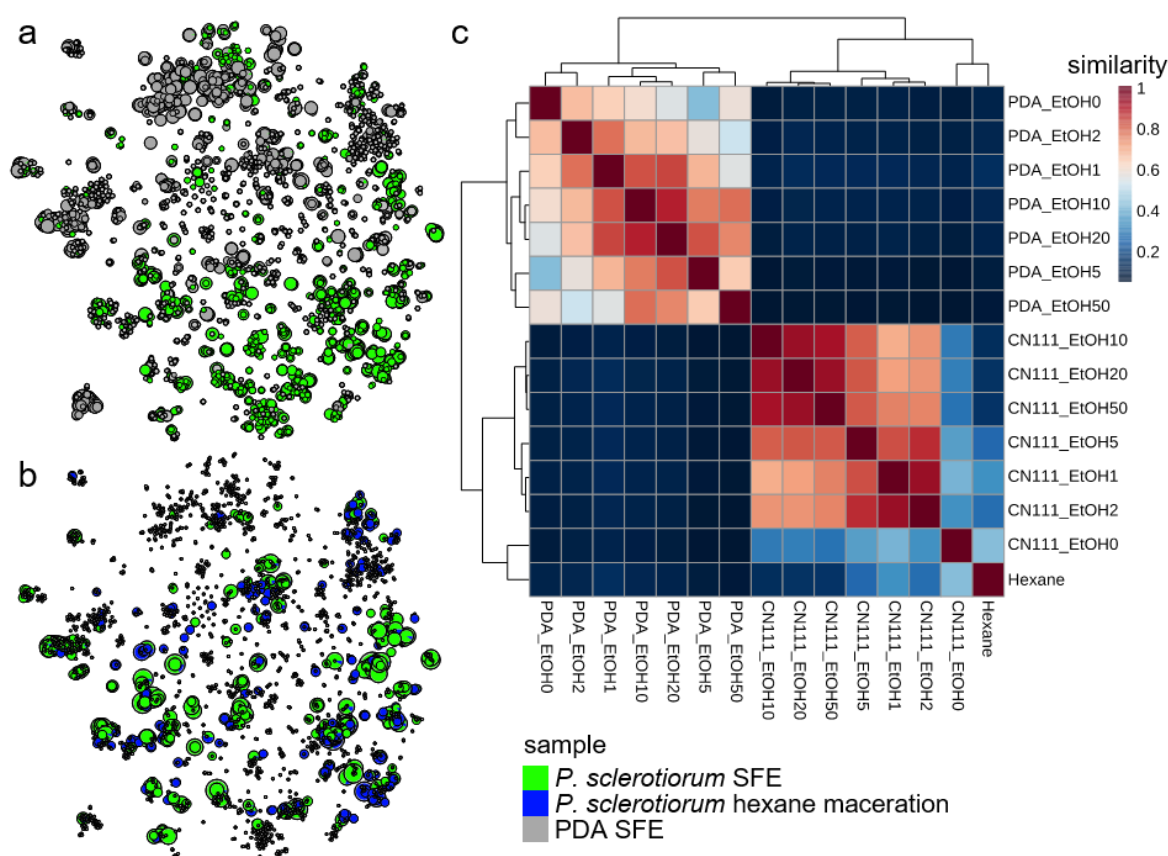 a
b
c
similarity
1
0.8
0.6
0.4
0.2
PDA_EtOH0
PDA_EtOH2
PDA_EtOH1
PDA_EtOH10
PDA_EtOH20
PDA_EtOH5
PDA_EtOH50
CN111_EtOH10
CN111_EtOH20
CN111_EtOH50
CN111_EtOH5
CN111_EtOH1
CN111_EtOH2
CN111_EtOH0
Hexane
PDA_EtOH0
PDA_EtOH2
PDA_EtOH1
PDA_EtOH10
PDA_EtOH20
PDA_EtOH5
PDA_EtOH50
CN111_EtOH10
CN111_EtOH20
CN111_EtOH50
CN111_EtOH5
CN111_EtOH1
CN111_EtOH2
CN111_EtOH0
Hexane
sample
P. sclerotiorum SFE
P. sclerotiorum hexane maceration
PDA SFE